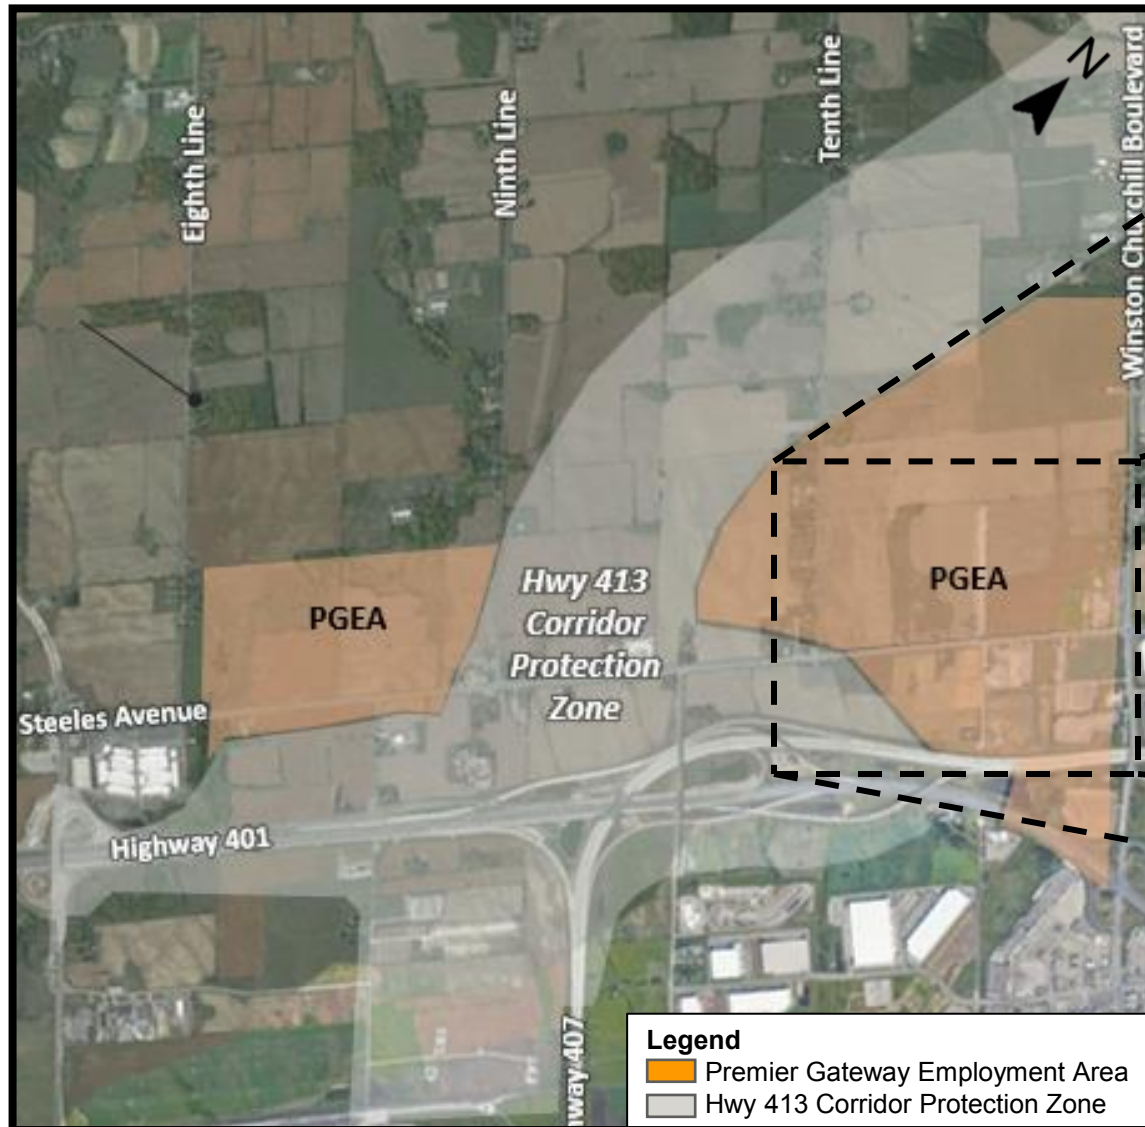 N
Eighth Line
Ninth Line
Tenth Line
Winston Churchill Boulevard
PGEA
Hwy 413
Corridor
Protection
Zone
PGEA
Steeles Avenue
Highway 401
hway 407
Legend
Premier Gateway Employment Area
Hwy 413 Corridor Protection Zone